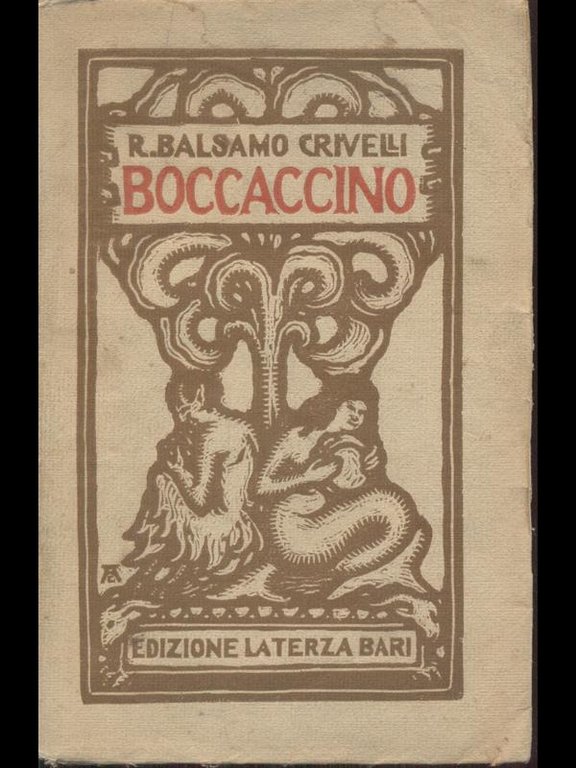 R. BALSAMO CRIVELLI
BOCCACCINO
EDIZIONE LATERZA BARI